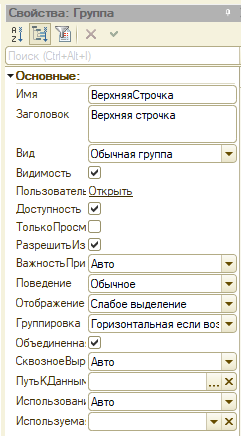 Свойства: Группа
Поиск (Ctrl+Alt+I)
Основные:
Имя ВерхняяСтрочка
Заголовок Верхняя строчка
Вид Обычная группа
Видимость
Пользователь Открыть
Доступность
ТолькоПросм
РазрешитьИз
ВажностьПри Авто
Поведение Обычное
Отображение Слабое выделение
Группировка Горизонтальная если воз
Объединенна
СквозноеВыр Авто
ПутьКДанным ...
Использовани Авто
Используема